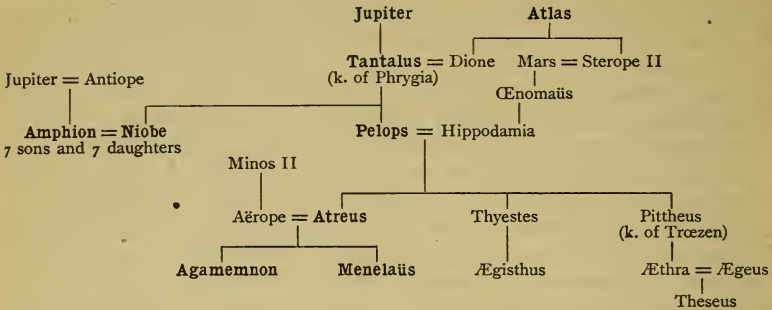 Jupiter Atlas
Tantalus = Dione Mars = Sterope II
(k. of Phrygia)
Jupiter = Antiope
Œnomaüs
Amphion = Niobe Pelops = Hippodamia
7 sons and 7 daughters
Minos II
Aërope = Atreus Thyestes Pittheus
(k. of Trœzen)
Agamemnon Menelaüs Ægisthus Æthra = Ægeus
Theseus